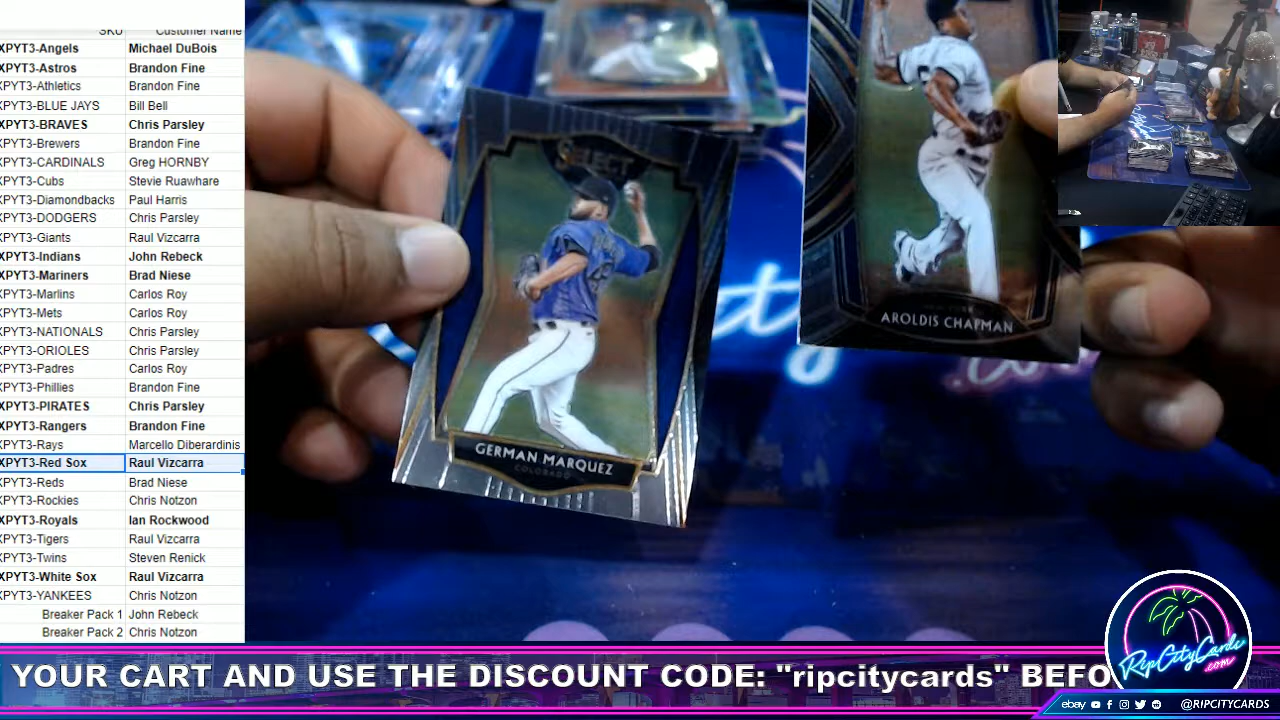 SKU Customer Name
XPYT3-Angels Michael DuBois
XPYT3-Astros Brandon Fine
XPYT3-Athletics Brandon Fine
XPYT3-BLUE JAYS Bill Bell
XPYT3-BRAVES Chris Parsley
XPYT3-Brewers Brandon Fine
XPYT3-CARDINALS Greg HORNBY
XPYT3-Cubs Stevie Ruawhare
XPYT3-Diamondbacks Paul Harris
XPYT3-DODGERS Chris Parsley
XPYT3-Giants Raul Vizcarra
XPYT3-Indians John Rebeck
XPYT3-Mariners Brad Niese
XPYT3-Marlins Carlos Roy
XPYT3-Mets Carlos Roy
XPYT3-NATIONALS Chris Parsley
XPYT3-ORIOLES Chris Parsley
XPYT3-Padres Carlos Roy
XPYT3-Phillies Brandon Fine
XPYT3-PIRATES Chris Parsley
XPYT3-Rangers Brandon Fine
XPYT3-Rays Marcello Diberardinis
XPYT3-Red Sox Raul Vizcarra
XPYT3-Reds Brad Niese
XPYT3-Rockies Chris Notzon
XPYT3-Royals Ian Rockwood
XPYT3-Tigers Raul Vizcarra
XPYT3-Twins Steven Renick
XPYT3-White Sox Raul Vizcarra
XPYT3-YANKEES Chris Notzon
Breaker Pack 1 John Rebeck
Breaker Pack 2 Chris Notzon
SELECT
GERMAN MARQUEZ
COLORADO
NEW YORK
AROLDIS CHAPMAN
.com
YOUR CART AND USE THE DISCOUNT CODE: "ripcitycards" BEFO
RipCityCards
.com
ebay @RIPCITYCARDS